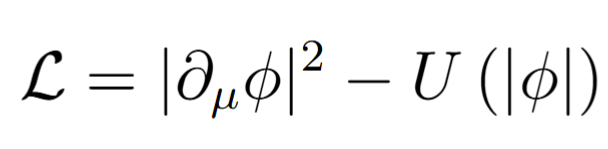 ℒ = |∂_μ ϕ|² − U (|ϕ|)